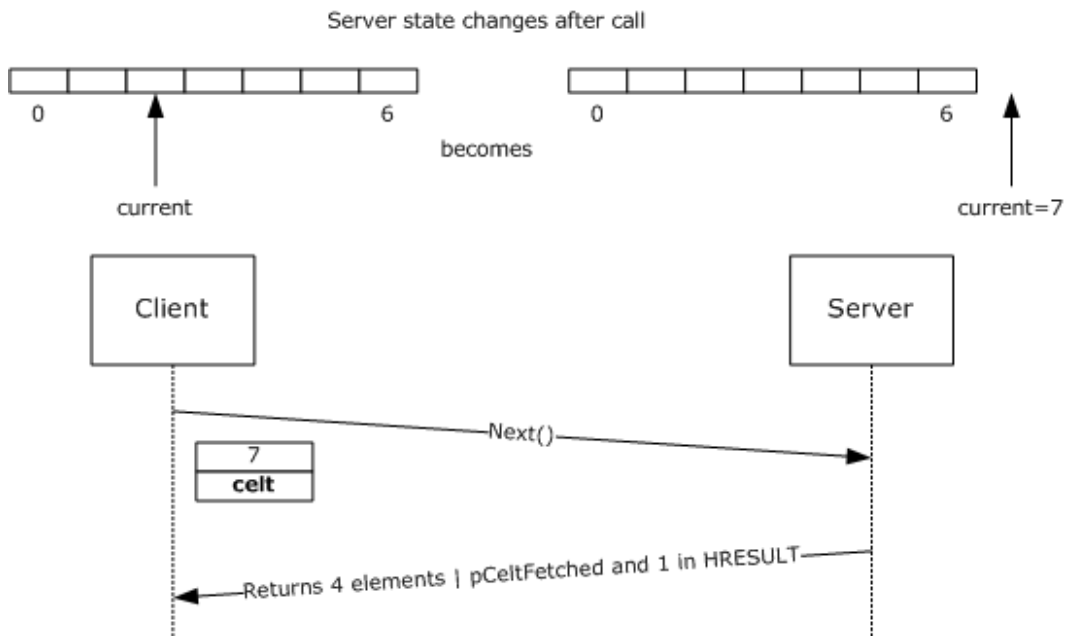 Server state changes after call
0 6 0 6
becomes
current current=7
Client Server
Next()
7
celt
Returns 4 elements | pCeltFetched and 1 in HRESULT